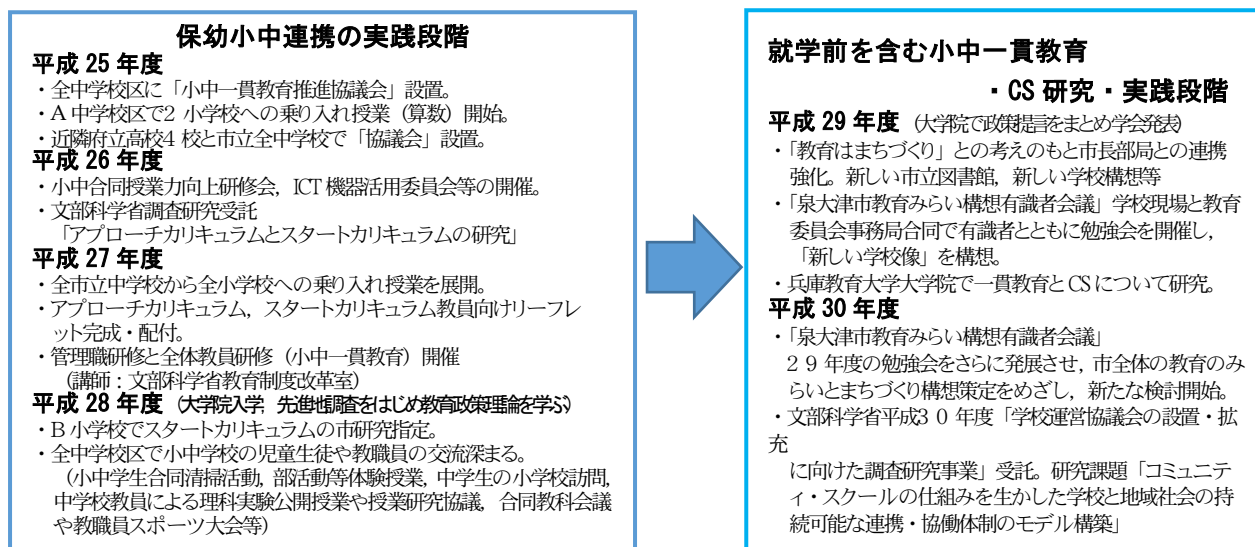 保幼小中連携の実践段階
平成 25 年度
・全中学校区に「小中一貫教育推進協議会」設置。
・A 中学校区で2 小学校への乗り入れ授業（算数）開始。
・近隣府立高校4 校と市立全中学校で「協議会」設置。
平成 26 年度
・小中合同授業力向上研修会，ICT 機器活用委員会等の開催。
・文部科学省調査研究受託
「アプローチカリキュラムとスタートカリキュラムの研究」
平成 27 年度
・全市立中学校から全小学校への乗り入れ授業を展開。
・アプローチカリキュラム，スタートカリキュラム教員向けリーフレ
ット完成・配付。
・管理職研修と全体教員研修（小中一貫教育）開催
（講師：文部科学省教育制度改革室）
平成 28 年度（大学院入学，先進地調査をはじめ教育政策理論を学ぶ）
・B 小学校でスタートカリキュラムの市研究指定。
・全中学校区で小中学校の児童生徒や教職員の交流深まる。
（小中学生合同清掃活動，部活動等体験授業，中学生の小学校訪問，
中学校教員による理科実験公開授業や授業研究協議，合同教科会議
や教職員スポーツ大会等）
就学前を含む小中一貫教育
・CS 研究・実践段階
平成 29 年度（大学院で政策提言をまとめ学会発表）
・「教育はまちづくり」との考えのもと市長部局との連携
強化。新しい市立図書館，新しい学校構想等
・「泉大津市教育みらい構想有識者会議」学校現場と教育
委員会事務局合同で有識者とともに勉強会を開催し，
「新しい学校像」を構想。
・兵庫教育大学大学院で一貫教育と CS について研究。
平成 30 年度
・「泉大津市教育みらい構想有識者会議」
２９年度の勉強会をさらに発展させ，市全体の教育のみ
らいとまちづくり構想策定をめざし，新たな検討開始。
・文部科学省平成３０年度「学校運営協議会の設置・拡
充
に向けた調査研究事業」受託。研究課題「コミュニテ
ィ・スクールの仕組みを生かした学校と地域社会の持
続可能な連携・協働体制のモデル構築」